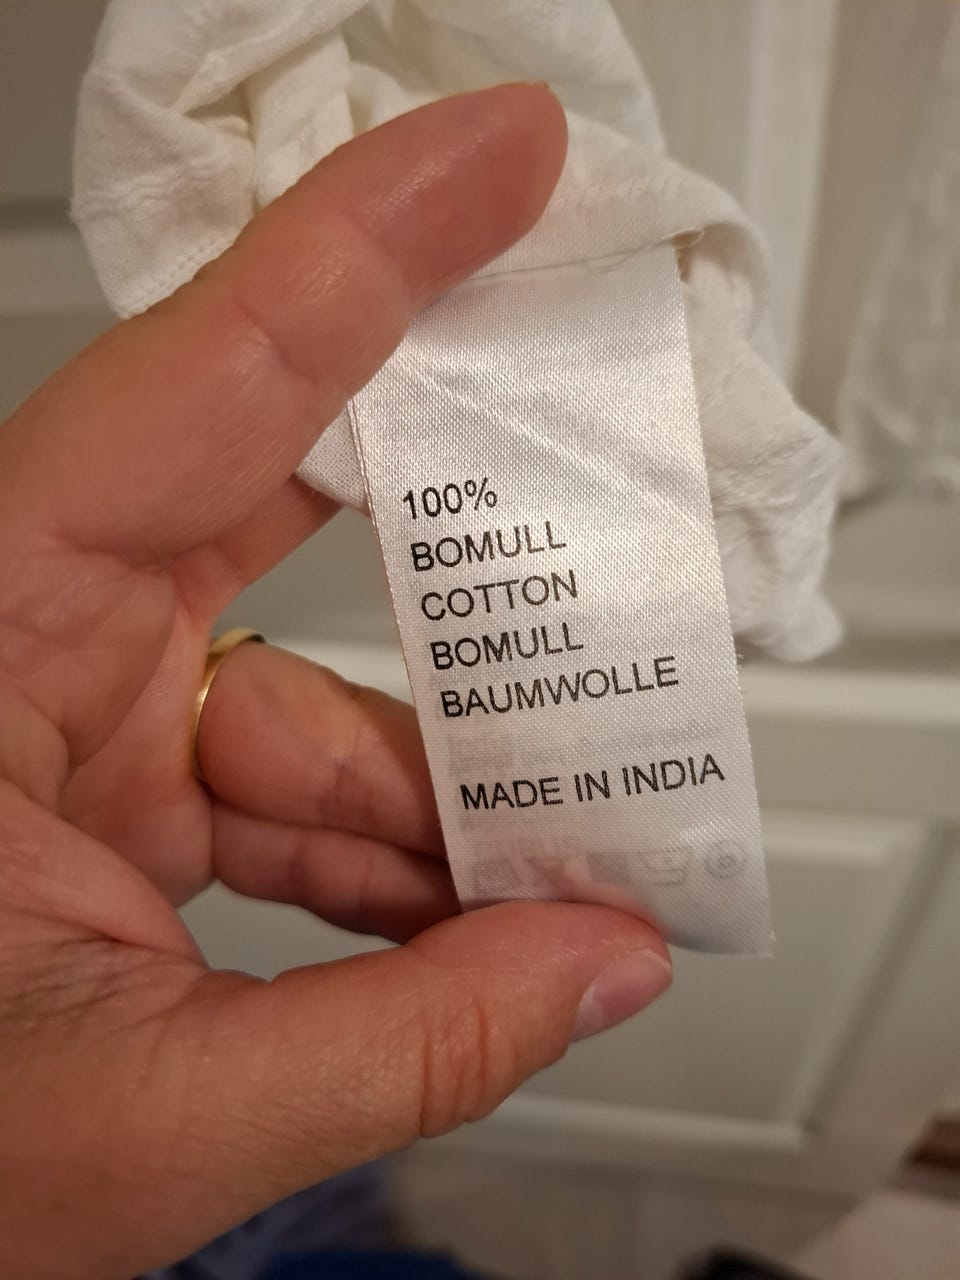 100%
BOMULL
COTTON
BOMULL
BAUMWOLLE
MADE IN INDIA